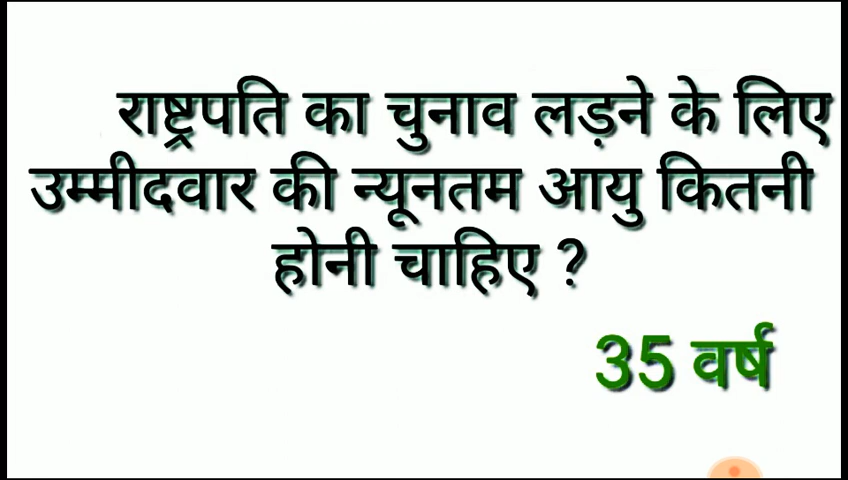 राष्ट्रपति का चुनाव लड़ने के लिए
उम्मीदवार की न्यूनतम आयु कितनी
होनी चाहिए ?
35 वर्ष